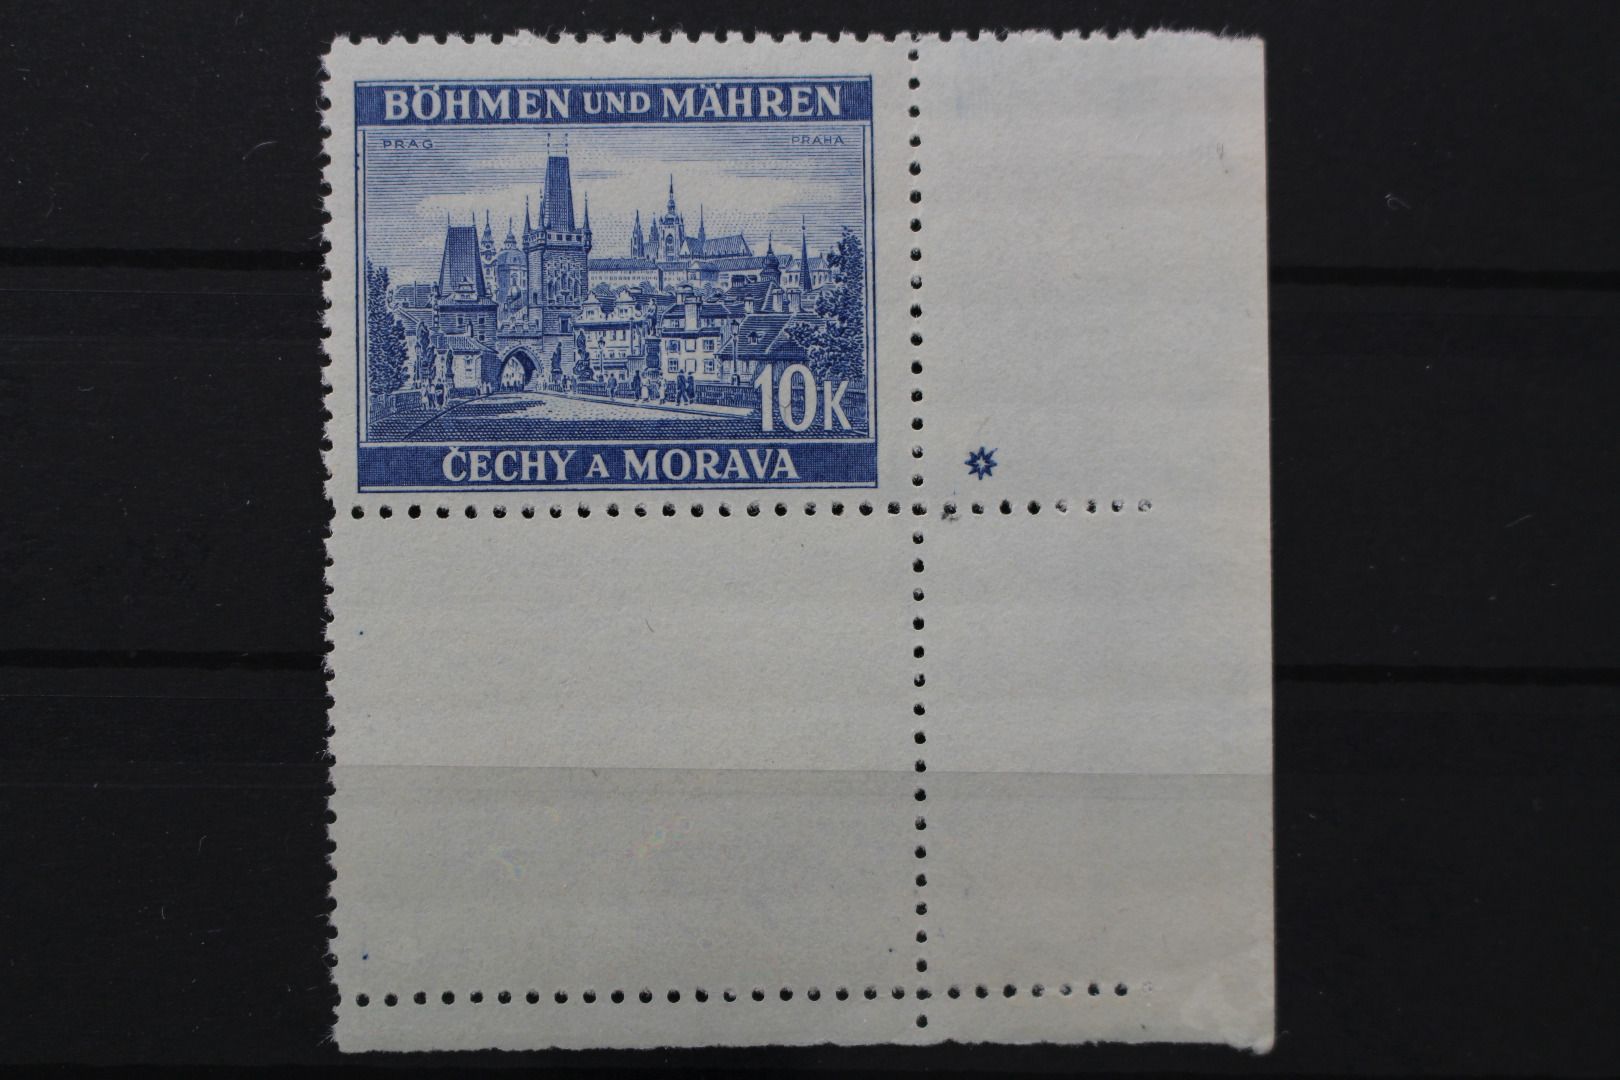 BÖHMEN UND MÄHREN
PRAG PRAHA
10K
ČECHY A MORAVA